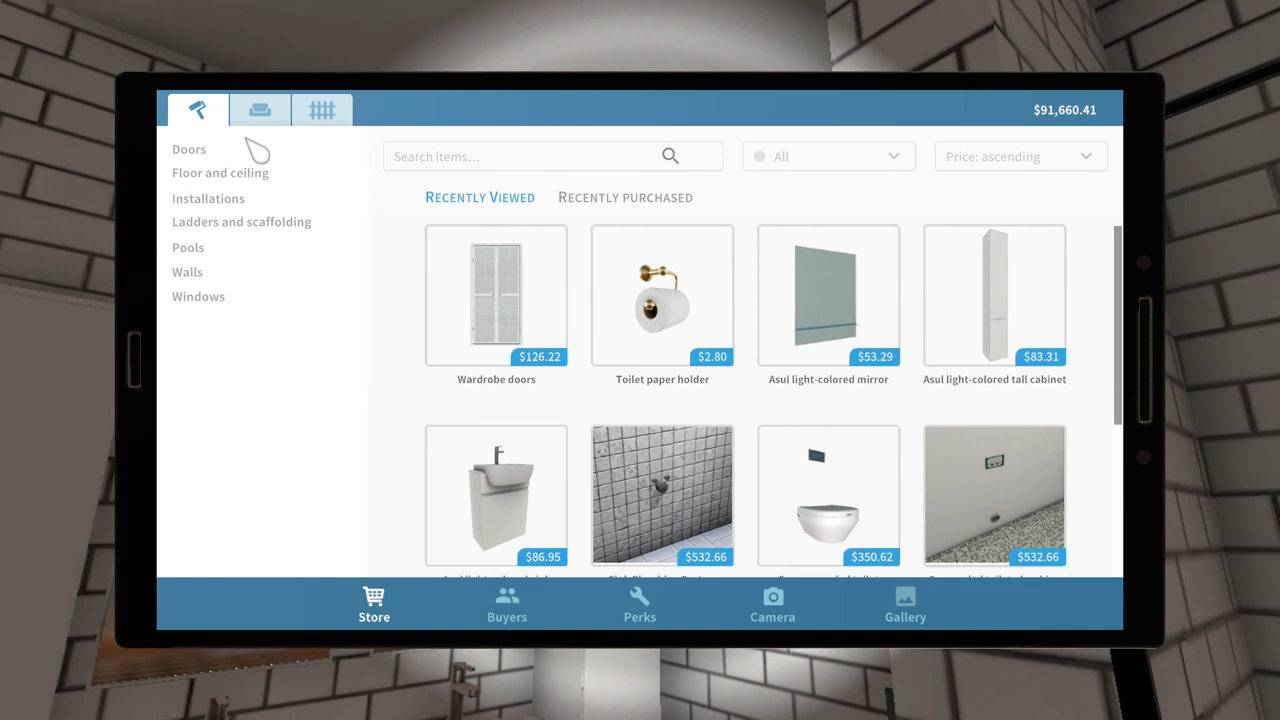 $91,660.41
Doors
Floor and ceiling
Installations
Ladders and scaffolding
Pools
Walls
Windows
Search items...
All
Price: ascending
RECENTLY VIEWED
RECENTLY PURCHASED
$126.22
$2.80
$53.29
$83.31
Wardrobe doors
Toilet paper holder
Asul light-colored mirror
Asul light-colored tall cabinet
$86.95
$532.66
$350.62
$532.66
Store
Buyers
Perks
Camera
Gallery